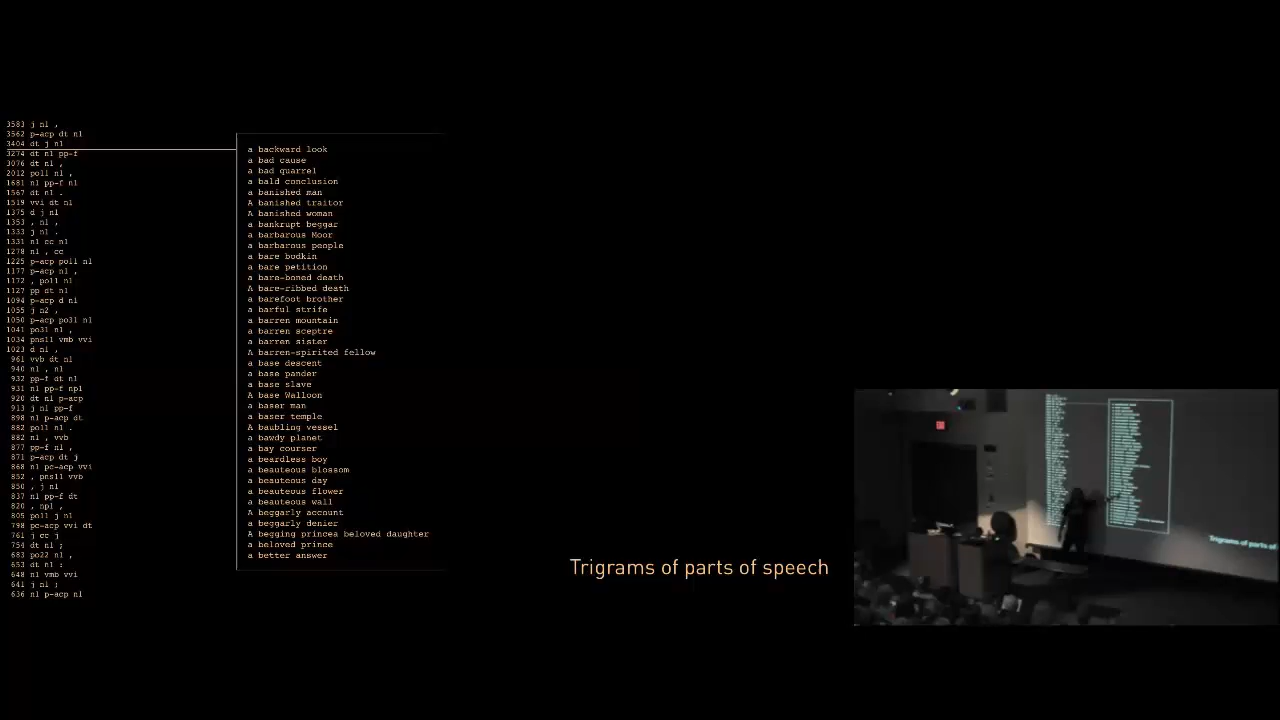 3583 j n1 ,
3562 p-acp dt n1
3404 dt j n1
3274 dt n1 pp-f
3076 dt n1 ,
2012 po11 n1 ,
1681 n1 pp-f n1
1567 dt n1 .
1519 vvi dt n1
1375 d j n1
1353 , n1 ,
1333 j n1 .
1331 n1 cc n1
1278 n1 , cc
1225 p-acp po11 n1
1177 p-acp n1 ,
1172 , po11 n1
1127 pp dt n1
1094 p-acp d n1
1055 j n2 ,
1050 p-acp po31 n1
1041 po31 n1 ,
1034 pns11 vmb vvi
1023 d n1 ,
961 vvb dt n1
940 n1 , n1
932 pp-f dt n1
931 n1 pp-f np1
920 dt n1 p-acp
913 j n1 pp-f
898 n1 p-acp dt
882 po11 n1 .
882 n1 , vvb
877 pp-f n1 ,
871 p-acp dt j
868 n1 pc-acp vvi
852 , pns11 vvb
850 , j n1
837 n1 pp-f dt
820 , np1 ,
805 po11 j n1
798 pc-acp vvi dt
761 j cc j
754 dt n1 ;
683 po22 n1 ,
653 dt n1 :
648 n1 vmb vvi
641 j n1 ;
636 n1 p-acp n1
a backward look
a bad cause
a bad quarrel
a bald conclusion
a banished man
A banished traitor
A banished woman
a bankrupt beggar
a barbarous Moor
a barbarous people
a bare bodkin
a bare petition
a bare-boned death
A bare-ribbed death
a barefoot brother
a barful strife
a barren mountain
a barren sceptre
a barren sister
A barren-spirited fellow
a base descent
a base pander
a base slave
A base Walloon
a baser man
a baser temple
A baubling vessel
a bawdy planet
a bay courser
a beardless boy
a beauteous blossom
a beauteous day
a beauteous flower
a beauteous wall
A beggarly account
a beggarly denier
A begging princea beloved daughter
a beloved prince
a better answer
Trigrams of parts of speech
Trigrams of parts of